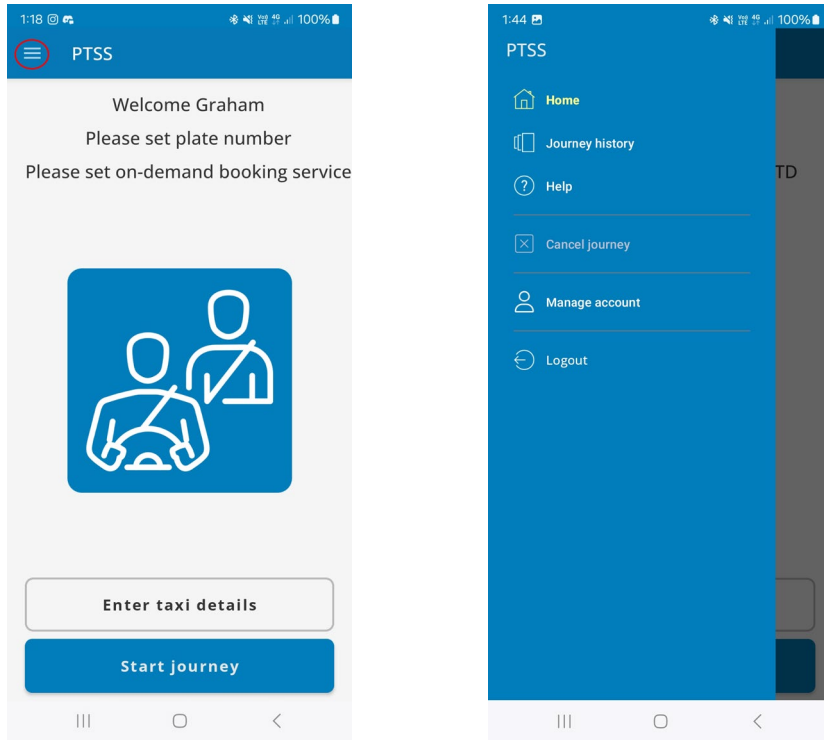 1:18 100%
PTSS
Welcome Graham
Please set plate number
Please set on-demand booking service
Enter taxi details
Start journey
1:44 100%
PTSS
Home
Journey history
Help
Cancel journey
Manage account
Logout
TD